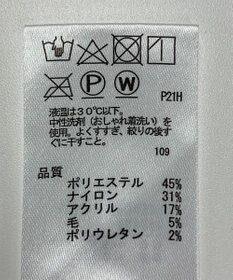 P W P21H
液温は30℃以下。
中性洗剤(おしゃれ着洗い)を
使用。よくすすぎ、絞りの後す
ぐに干すこと。
109
品質
ポリエステル 45%
ナイロン 31%
アクリル 17%
毛 5%
ポリウレタン 2%